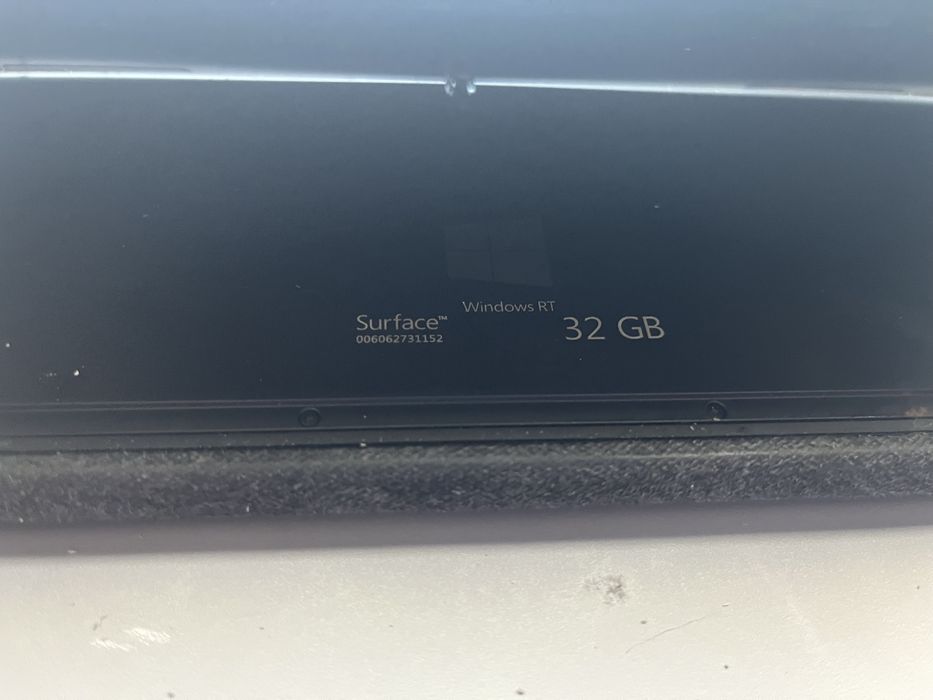 Windows RT
Surface™
32 GB
006062731152